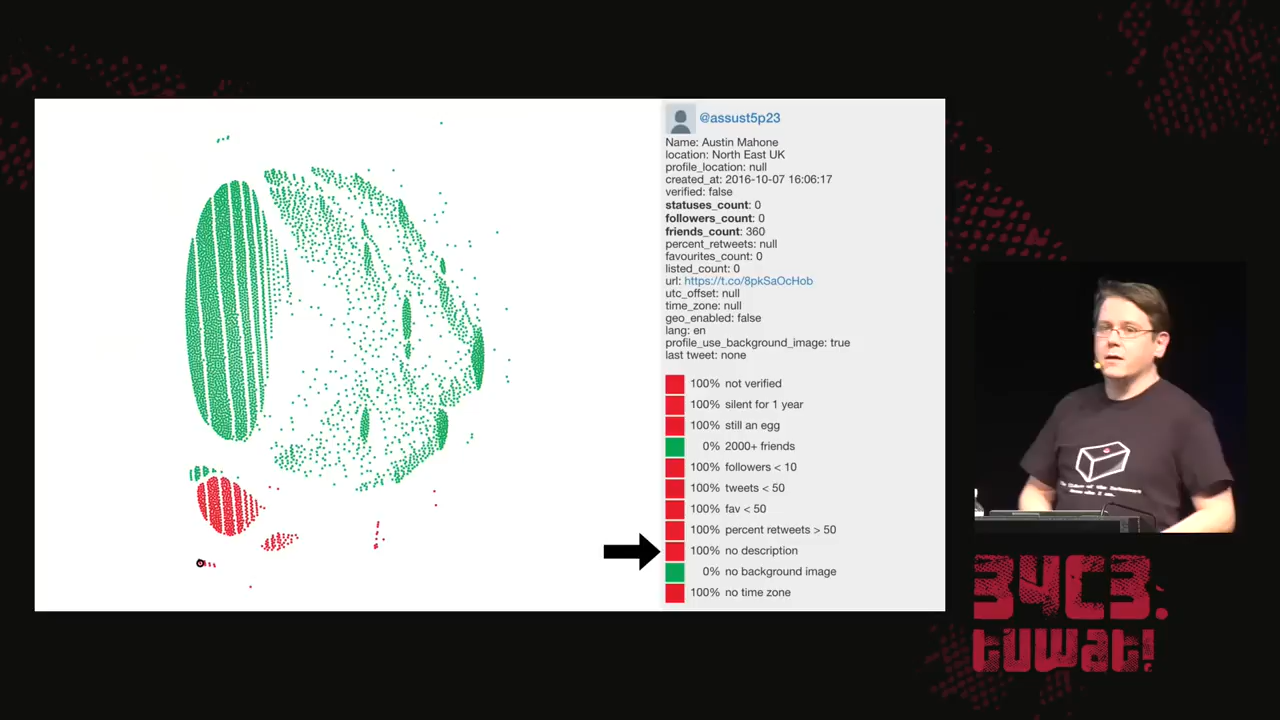 @assust5p23
Name: Austin Mahone
location: North East UK
profile_location: null
created_at: 2016-10-07 16:06:17
verified: false
statuses_count: 0
followers_count: 0
friends_count: 360
percent_retweets: null
favourites_count: 0
listed_count: 0
url: https://t.co/8pkSaOcHob
utc_offset: null
time_zone: null
geo_enabled: false
lang: en
profile_use_background_image: true
last tweet: none
100% not verified
100% silent for 1 year
100% still an egg
0% 2000+ friends
100% followers < 10
100% tweets < 50
100% fav < 50
100% percent retweets > 50
100% no description
0% no background image
100% no time zone
34C3.
tuwat!